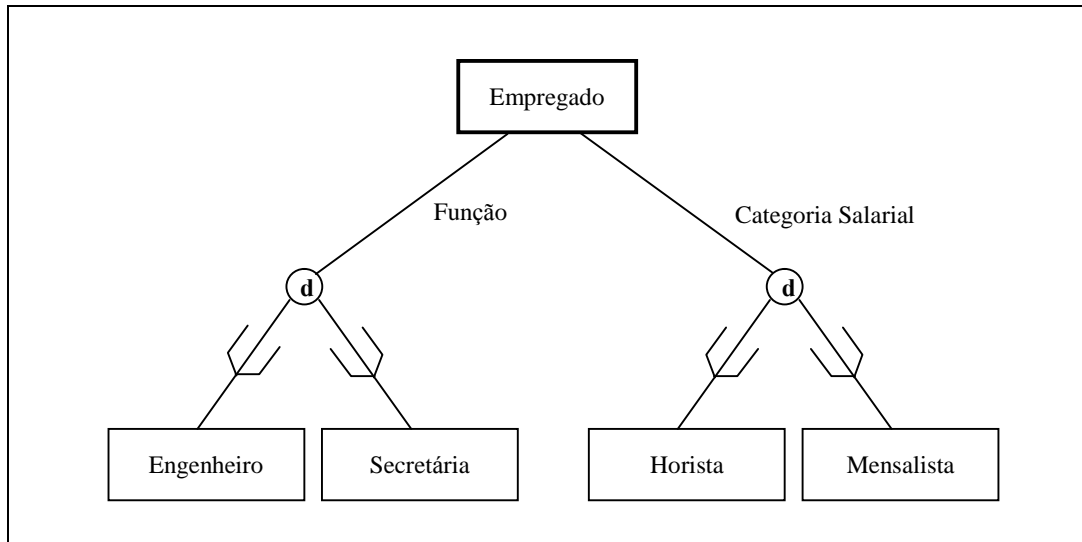 Empregado
Função
Categoria Salarial
d
d
Engenheiro
Secretária
Horista
Mensalista